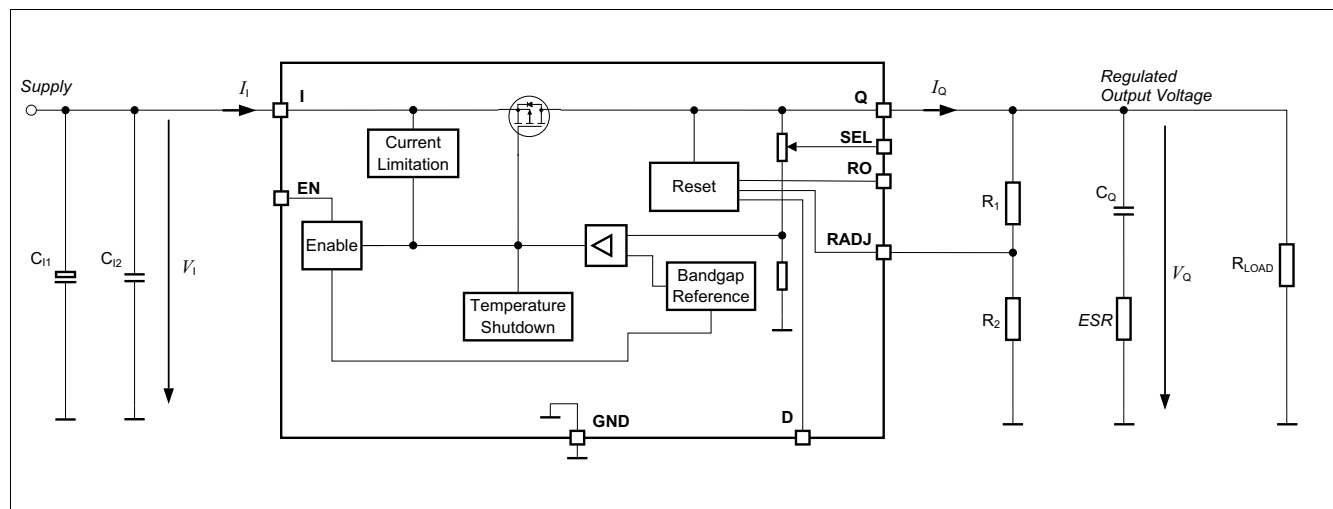 Supply
I_I
I
Q
I_Q
Regulated
Output Voltage
Current
Limitation
SEL
RO
Reset
EN
R_1
C_Q
Enable
RADJ
C_I1
C_I2
V_I
Bandgap
Reference
V_Q
R_LOAD
Temperature
Shutdown
R_2
ESR
GND
D